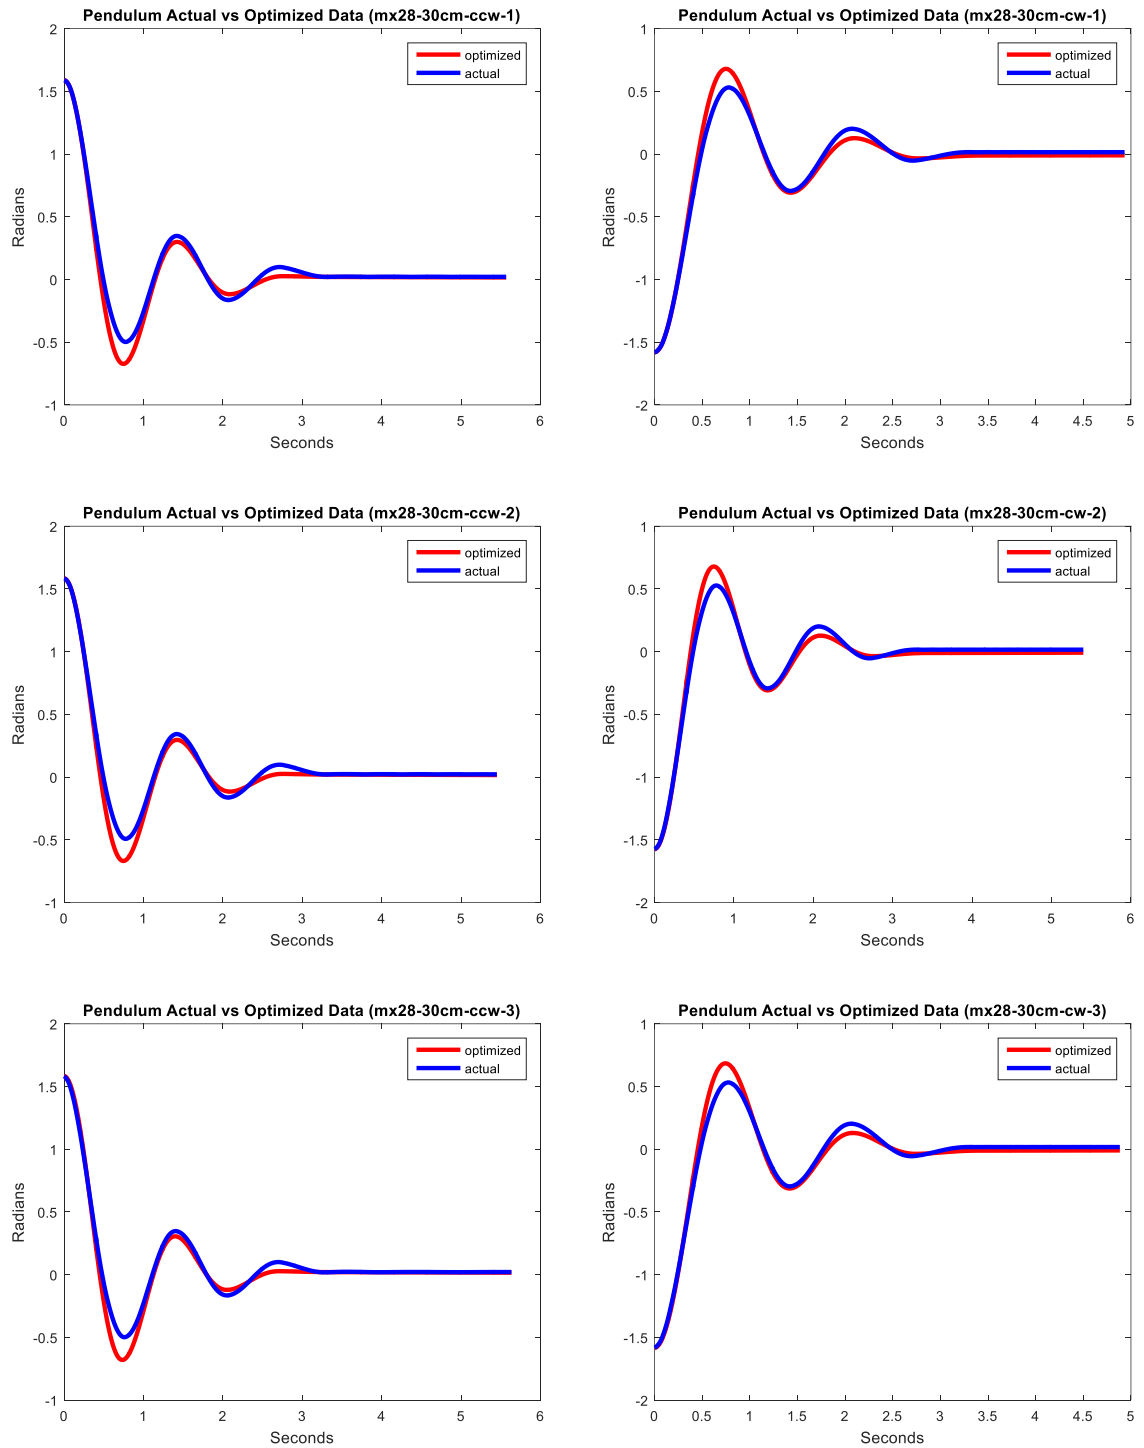 Pendulum Actual vs Optimized Data (mx28-30cm-ccw-1)
optimized
actual
Radians
2
1.5
1
0.5
0
-0.5
-1
0 1 2 3 4 5 6
Seconds
Pendulum Actual vs Optimized Data (mx28-30cm-cw-1)
optimized
actual
Radians
1
0.5
0
-0.5
-1
-1.5
-2
0 0.5 1 1.5 2 2.5 3 3.5 4 4.5 5
Seconds
Pendulum Actual vs Optimized Data (mx28-30cm-ccw-2)
optimized
actual
Radians
2
1.5
1
0.5
0
-0.5
-1
0 1 2 3 4 5 6
Seconds
Pendulum Actual vs Optimized Data (mx28-30cm-cw-2)
optimized
actual
Radians
1
0.5
0
-0.5
-1
-1.5
-2
0 1 2 3 4 5 6
Seconds
Pendulum Actual vs Optimized Data (mx28-30cm-ccw-3)
optimized
actual
Radians
2
1.5
1
0.5
0
-0.5
-1
0 1 2 3 4 5 6
Seconds
Pendulum Actual vs Optimized Data (mx28-30cm-cw-3)
optimized
actual
Radians
1
0.5
0
-0.5
-1
-1.5
-2
0 0.5 1 1.5 2 2.5 3 3.5 4 4.5 5
Seconds